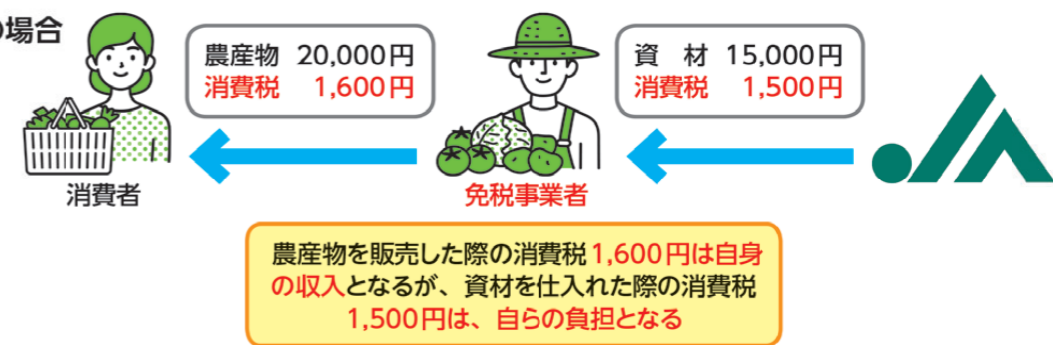 の場合
農産物 20,000円
消費税 1,600円
資 材 15,000円
消費税 1,500円
消費者
免税事業者
JA
農産物を販売した際の消費税1,600円は自身
の収入となるが、資材を仕入れた際の消費税
1,500円は、自らの負担となる